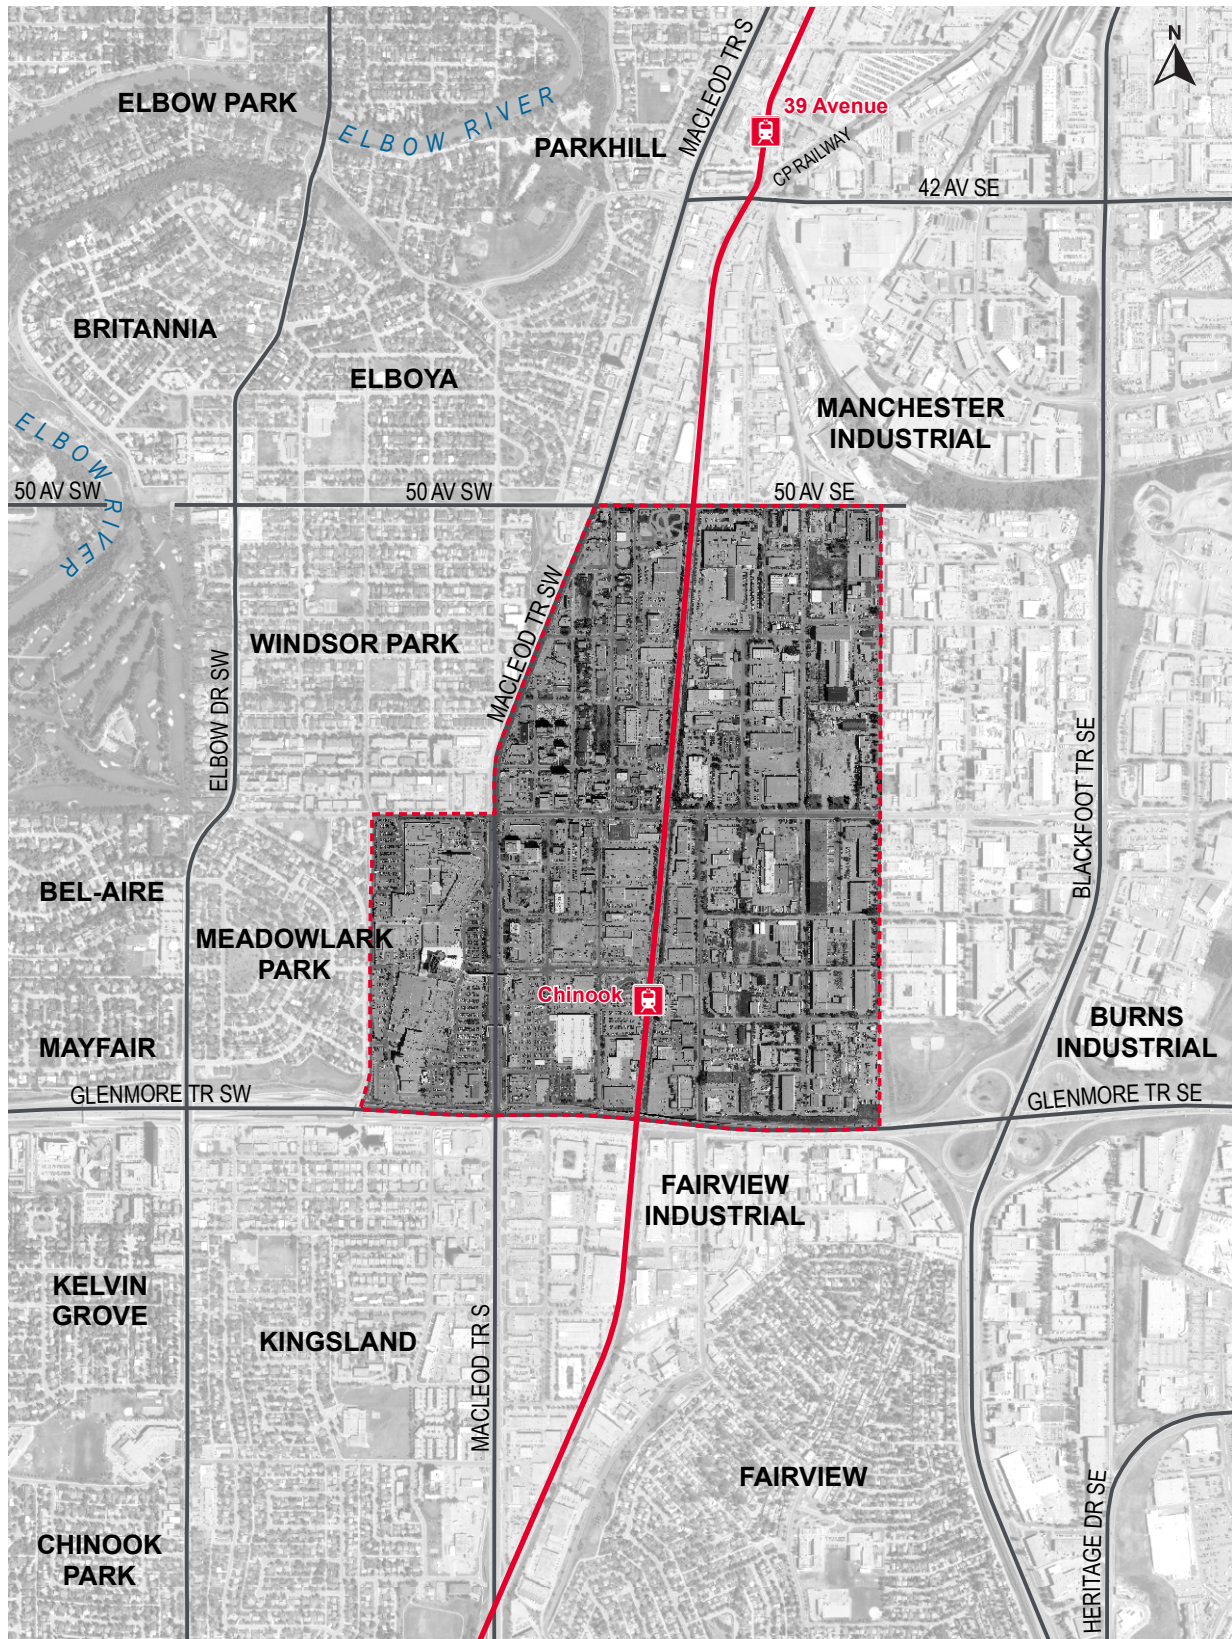 N
39 Avenue
ELBOW PARK
ELBOW RIVER
PARKHILL
MACLEOD TR S
CP RAILWAY
42 AV SE
BRITANNIA
ELBOYA
MANCHESTER
INDUSTRIAL
ELBOW RIVER
50 AV SW
50 AV SW
50 AV SE
MACLEOD TR SW
WINDSOR PARK
ELBOW DR SW
BLACKFOOT TR SE
BEL-AIRE
MEADOWLARK
PARK
Chinook
MAYFAIR
BURNS
INDUSTRIAL
GLENMORE TR SW
GLENMORE TR SE
FAIRVIEW
INDUSTRIAL
KELVIN
GROVE
KINGSLAND
MACLEOD TR S
FAIRVIEW
HERITAGE DR SE
CHINOOK
PARK